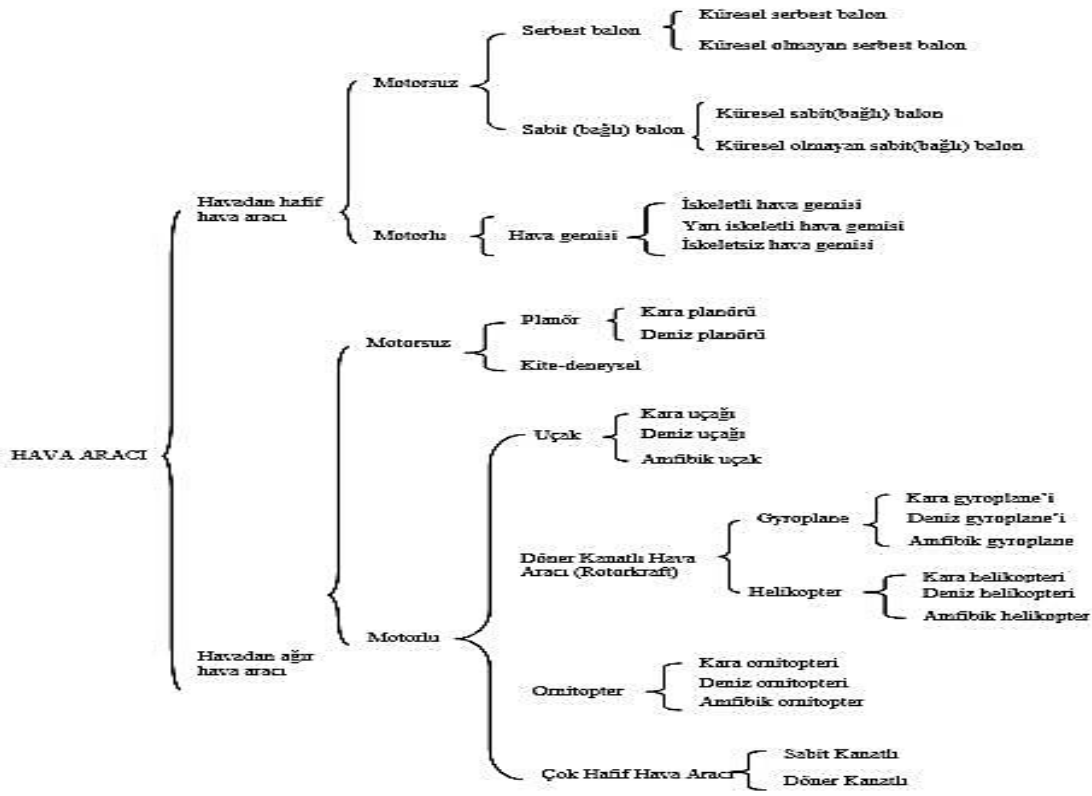 HAVA ARACI
Havadan hafif
hava aracı
Motorsuz
Serbest balon
Küresel serbest balon
Küresel olmayan serbest balon
Sabit (bağlı) balon
Küresel sabit(bağlı) balon
Küresel olmayan sabit(bağlı) balon
Motorlu
Hava gemisi
İskeletli hava gemisi
Yarı iskeletli hava gemisi
İskeletsiz hava gemisi
Havadan ağır
hava aracı
Motorsuz
Planör
Kara planörü
Deniz planörü
Kite-deneysel
Motorlu
Uçak
Kara uçağı
Deniz uçağı
Amfibik uçak
Döner Kanatlı Hava
Aracı (Rotorkraft)
Gyroplane
Kara gyroplane'i
Deniz gyroplane'i
Amfibik gyroplane
Helikopter
Kara helikopteri
Deniz helikopteri
Amfibik helikopter
Ornitopter
Kara ornitopteri
Deniz ornitopteri
Amfibik ornitopter
Çok Hafif Hava Aracı
Sabit Kanatlı
Döner Kanatlı